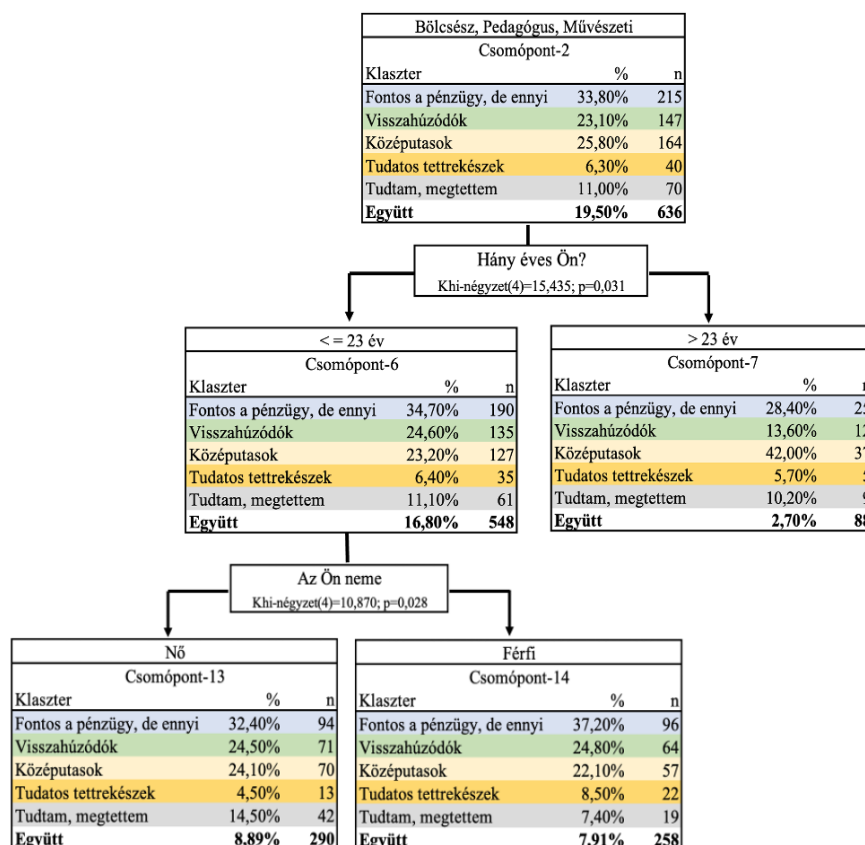 Bölcsész, Pedagógus, Művészeti
Csomópont-2
Klaszter % n
Fontos a pénzügy, de ennyi 33,80% 215
Visszahúzódók 23,10% 147
Középutasok 25,80% 164
Tudatos tettrekészek 6,30% 40
Tudtam, megtettem 11,00% 70
Együtt 19,50% 636
Hány éves Ön?
Khi-négyzet(4)=15,435; p=0,031
< = 23 év
Csomópont-6
Klaszter % n
Fontos a pénzügy, de ennyi 34,70% 190
Visszahúzódók 24,60% 135
Középutasok 23,20% 127
Tudatos tettrekészek 6,40% 35
Tudtam, megtettem 11,10% 61
Együtt 16,80% 548
> 23 év
Csomópont-7
Klaszter %
Fontos a pénzügy, de ennyi 28,40%
Visszahúzódók 13,60%
Középutasok 42,00%
Tudatos tettrekészek 5,70%
Tudtam, megtettem 10,20%
Együtt 2,70%
Az Ön neme
Khi-négyzet(4)=10,870; p=0,028
Nő
Csomópont-13
Klaszter % n
Fontos a pénzügy, de ennyi 32,40% 94
Visszahúzódók 24,50% 71
Középutasok 24,10% 70
Tudatos tettrekészek 4,50% 13
Tudtam, megtettem 14,50% 42
Együtt 8,89% 290
Férfi
Csomópont-14
Klaszter % n
Fontos a pénzügy, de ennyi 37,20% 96
Visszahúzódók 24,80% 64
Középutasok 22,10% 57
Tudatos tettrekészek 8,50% 22
Tudtam, megtettem 7,40% 19
Együtt 7,91% 258